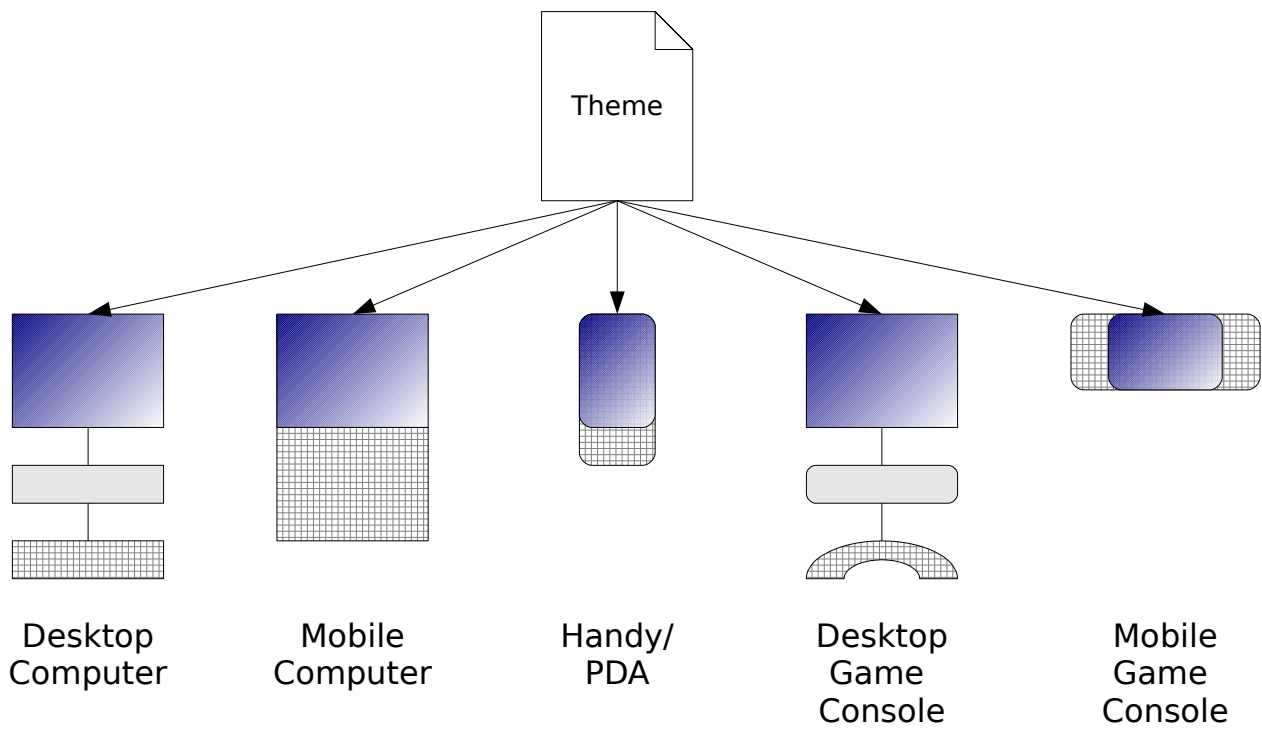 Theme
Desktop
Computer
Mobile
Computer
Handy/
PDA
Desktop
Game
Console
Mobile
Game
Console